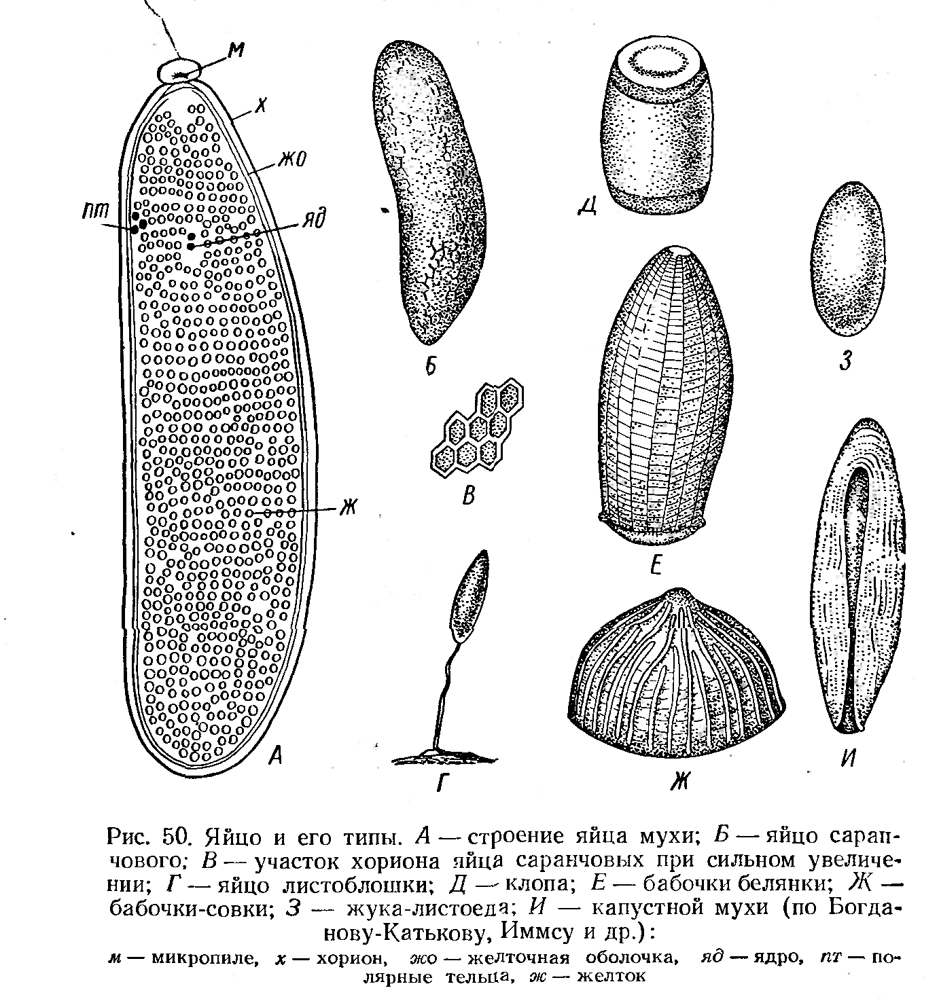 м
х
жо
пт
яд
Д
З
Б
В
ж
Е
А
Г
Ж
И
Рис. 50. Яйцо и его типы. А — строение яйца мухи; Б — яйцо саран-
чового; В — участок хориона яйца саранчовых при сильном увеличе-
нии; Г — яйцо листоблошки; Д — клопа; Е — бабочки белянки; Ж —
бабочки-совки; З — жука-листоеда; И — капустной мухи (по Богда-
нову-Катькову, Иммсу и др.):
м — микропиле, х — хорион, жо — желточная оболочка, яд — ядро, пт — по-
лярные тельца, ж — желток